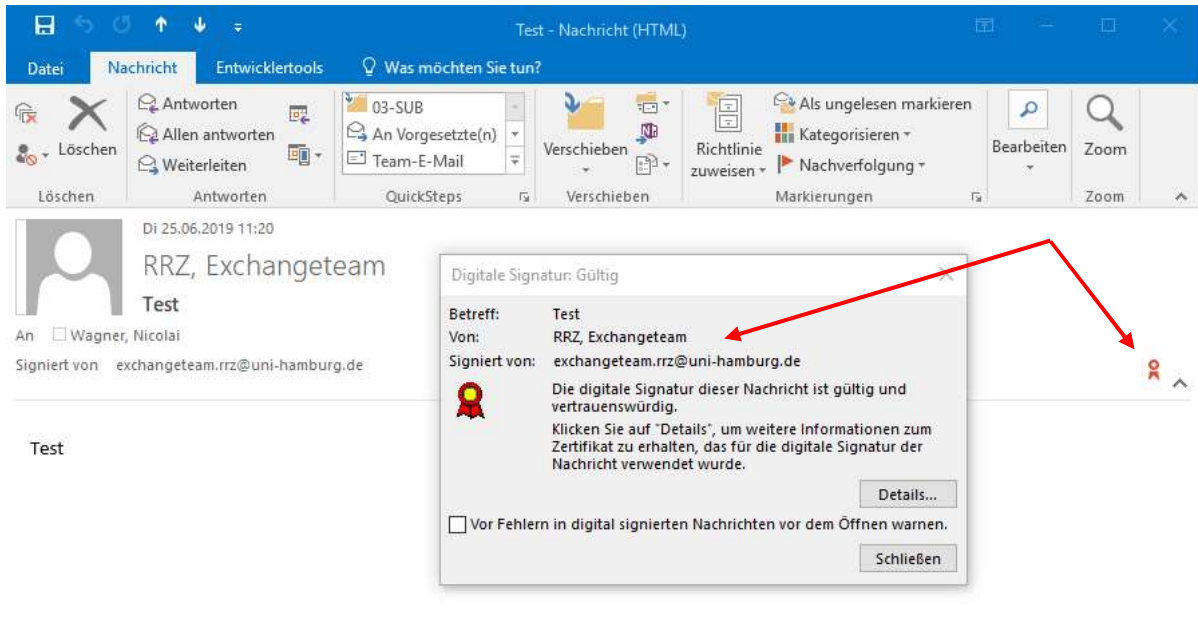 Test - Nachricht (HTML)
Datei Nachricht Entwicklertools Was möchten Sie tun?
Löschen
Antworten
Allen antworten
Weiterleiten
03-SUB
An Vorgesetzte(n)
Team-E-Mail
Verschieben
Richtlinie
zuweisen
Als ungelesen markieren
Kategorisieren
Nachverfolgung
Bearbeiten
Zoom
Löschen Antworten QuickSteps Verschieben Markierungen Zoom
Di 25.06.2019 11:20
RRZ, Exchangeteam
Test
An Wagner, Nicolai
Signiert von exchangeteam.rrz@uni-hamburg.de
Test
Digitale Signatur: Gültig
Betreff: Test
Von: RRZ, Exchangeteam
Signiert von: exchangeteam.rrz@uni-hamburg.de
Die digitale Signatur dieser Nachricht ist gültig und
vertrauenswürdig.
Klicken Sie auf "Details", um weitere Informationen zum
Zertifikat zu erhalten, das für die digitale Signatur der
Nachricht verwendet wurde.
Details...
Vor Fehlern in digital signierten Nachrichten vor dem Öffnen warnen.
Schließen